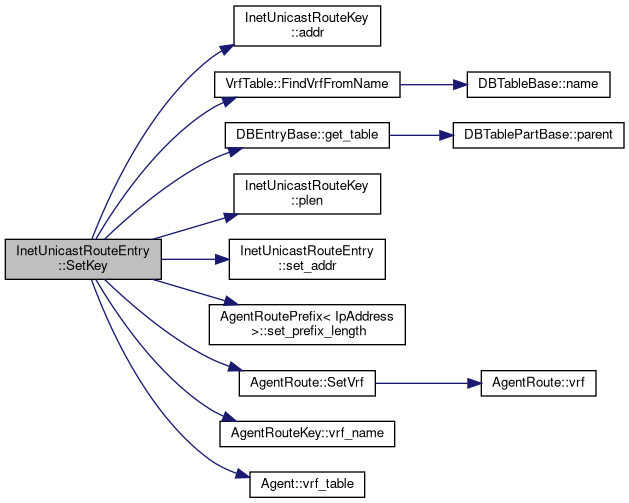 InetUnicastRouteEntry
::SetKey
InetUnicastRouteKey
::addr
VrfTable::FindVrfFromName
DBTableBase::name
DBEntryBase::get_table
DBTablePartBase::parent
InetUnicastRouteKey
::plen
InetUnicastRouteEntry
::set_addr
AgentRoutePrefix< IpAddress
>::set_prefix_length
AgentRoute::SetVrf
AgentRoute::vrf
AgentRouteKey::vrf_name
Agent::vrf_table